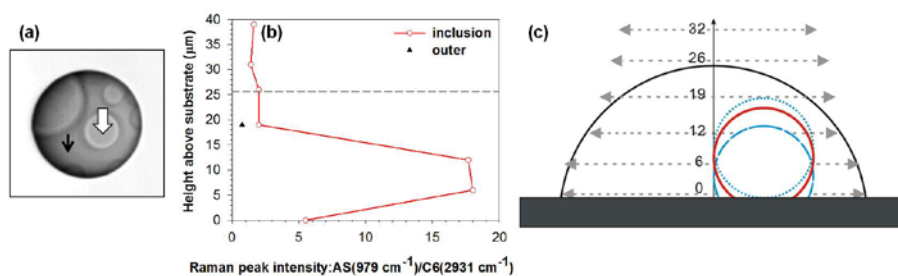 (a)
(b)
(c)
Height above substrate (μm)
40
35
30
25
20
15
10
5
0
inclusion
outer
0
5
10
15
20
Raman peak intensity:AS(979 cm⁻¹)/C6(2931 cm⁻¹)
32
26
19
12
6
0